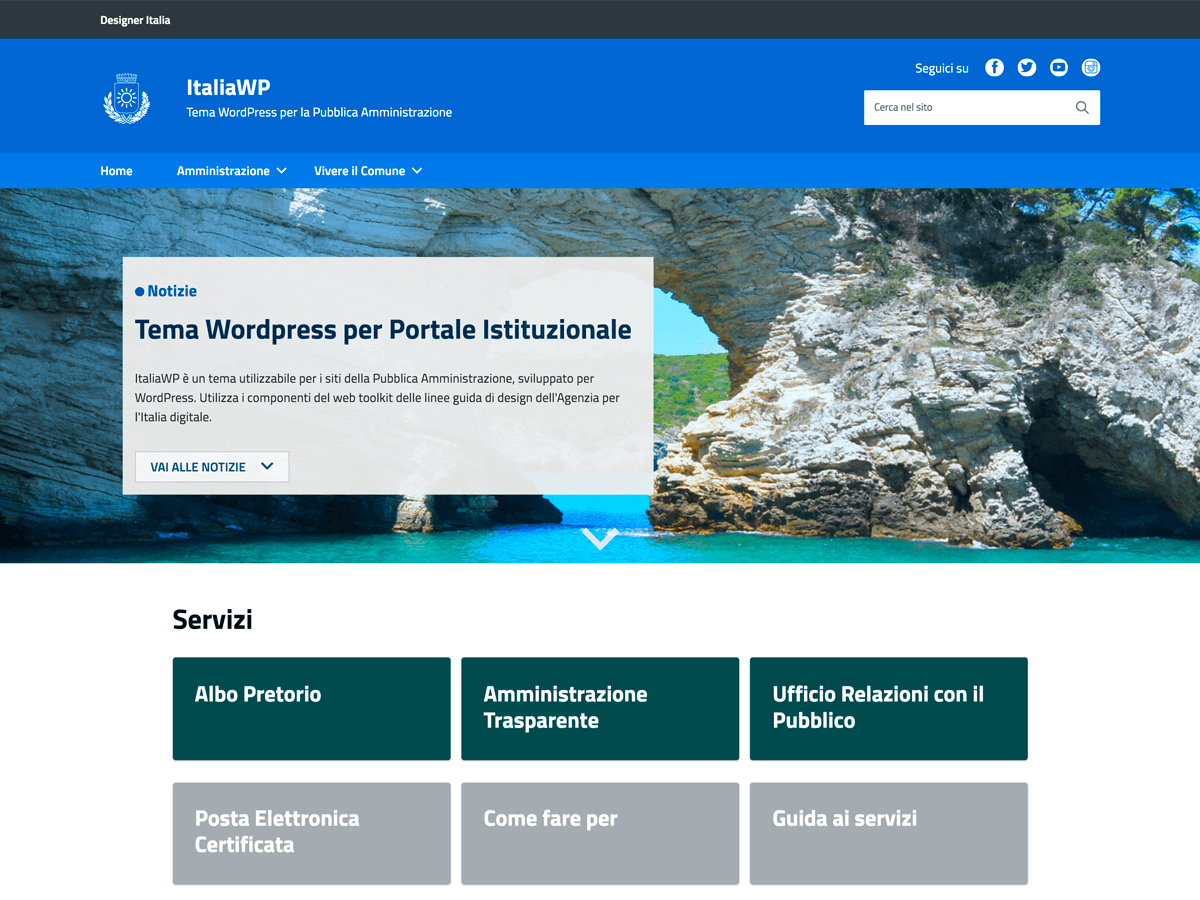 Designer Italia
ItaliaWP
Tema WordPress per la Pubblica Amministrazione
Seguici su
Cerca nel sito
Home
Amministrazione
Vivere il Comune
Notizie
Tema Wordpress per Portale Istituzionale
ItaliaWP è un tema utilizzabile per i siti della Pubblica Amministrazione, sviluppato per
WordPress. Utilizza i componenti del web toolkit delle linee guida di design dell'Agenzia per
l'Italia digitale.
VAI ALLE NOTIZIE
Servizi
Albo Pretorio
Amministrazione
Trasparente
Ufficio Relazioni con il
Pubblico
Posta Elettronica
Certificata
Come fare per
Guida ai servizi